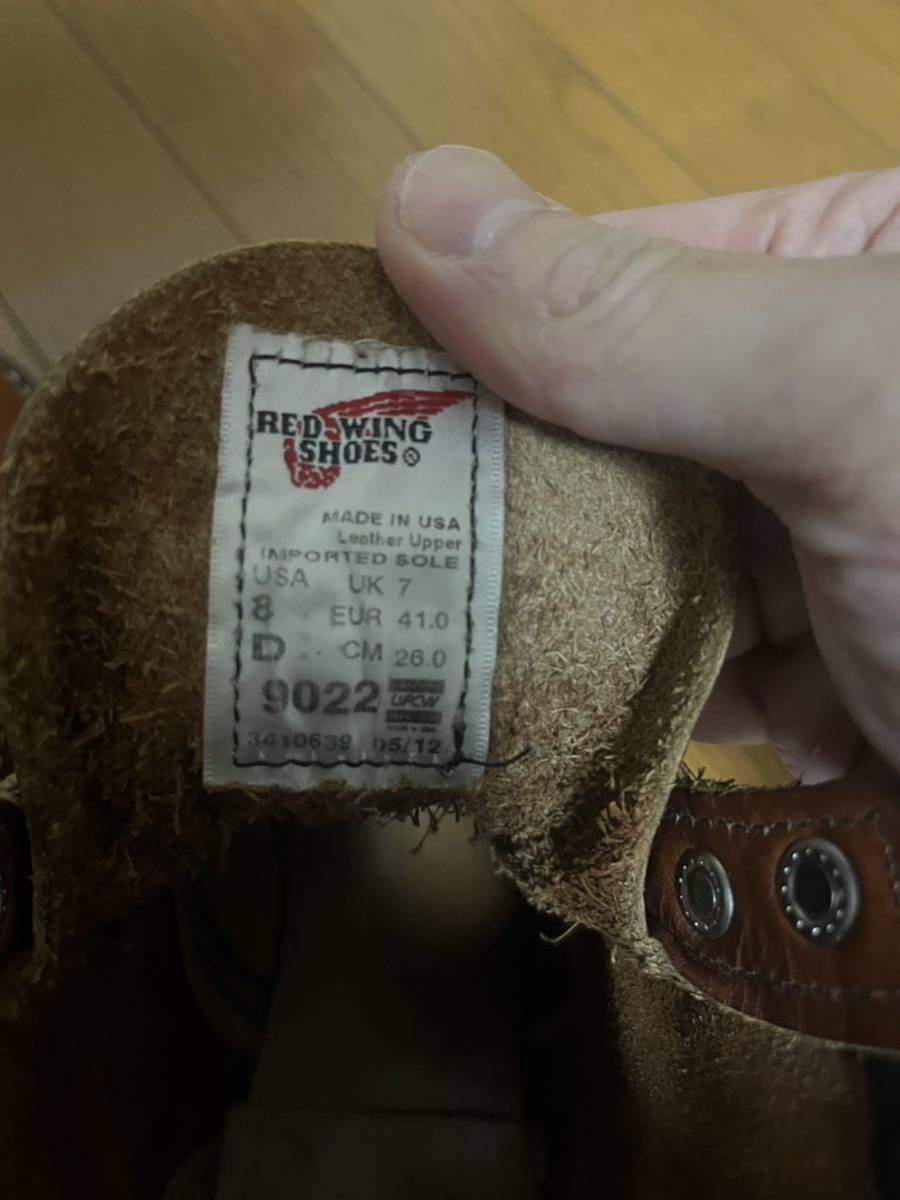 RED WING
SHOES®
MADE IN USA
Leather Upper
IMPORTED SOLE
USA UK 7
8 EUR 41.0
D CM 26.0
9022 UFCW
3410639 05/12